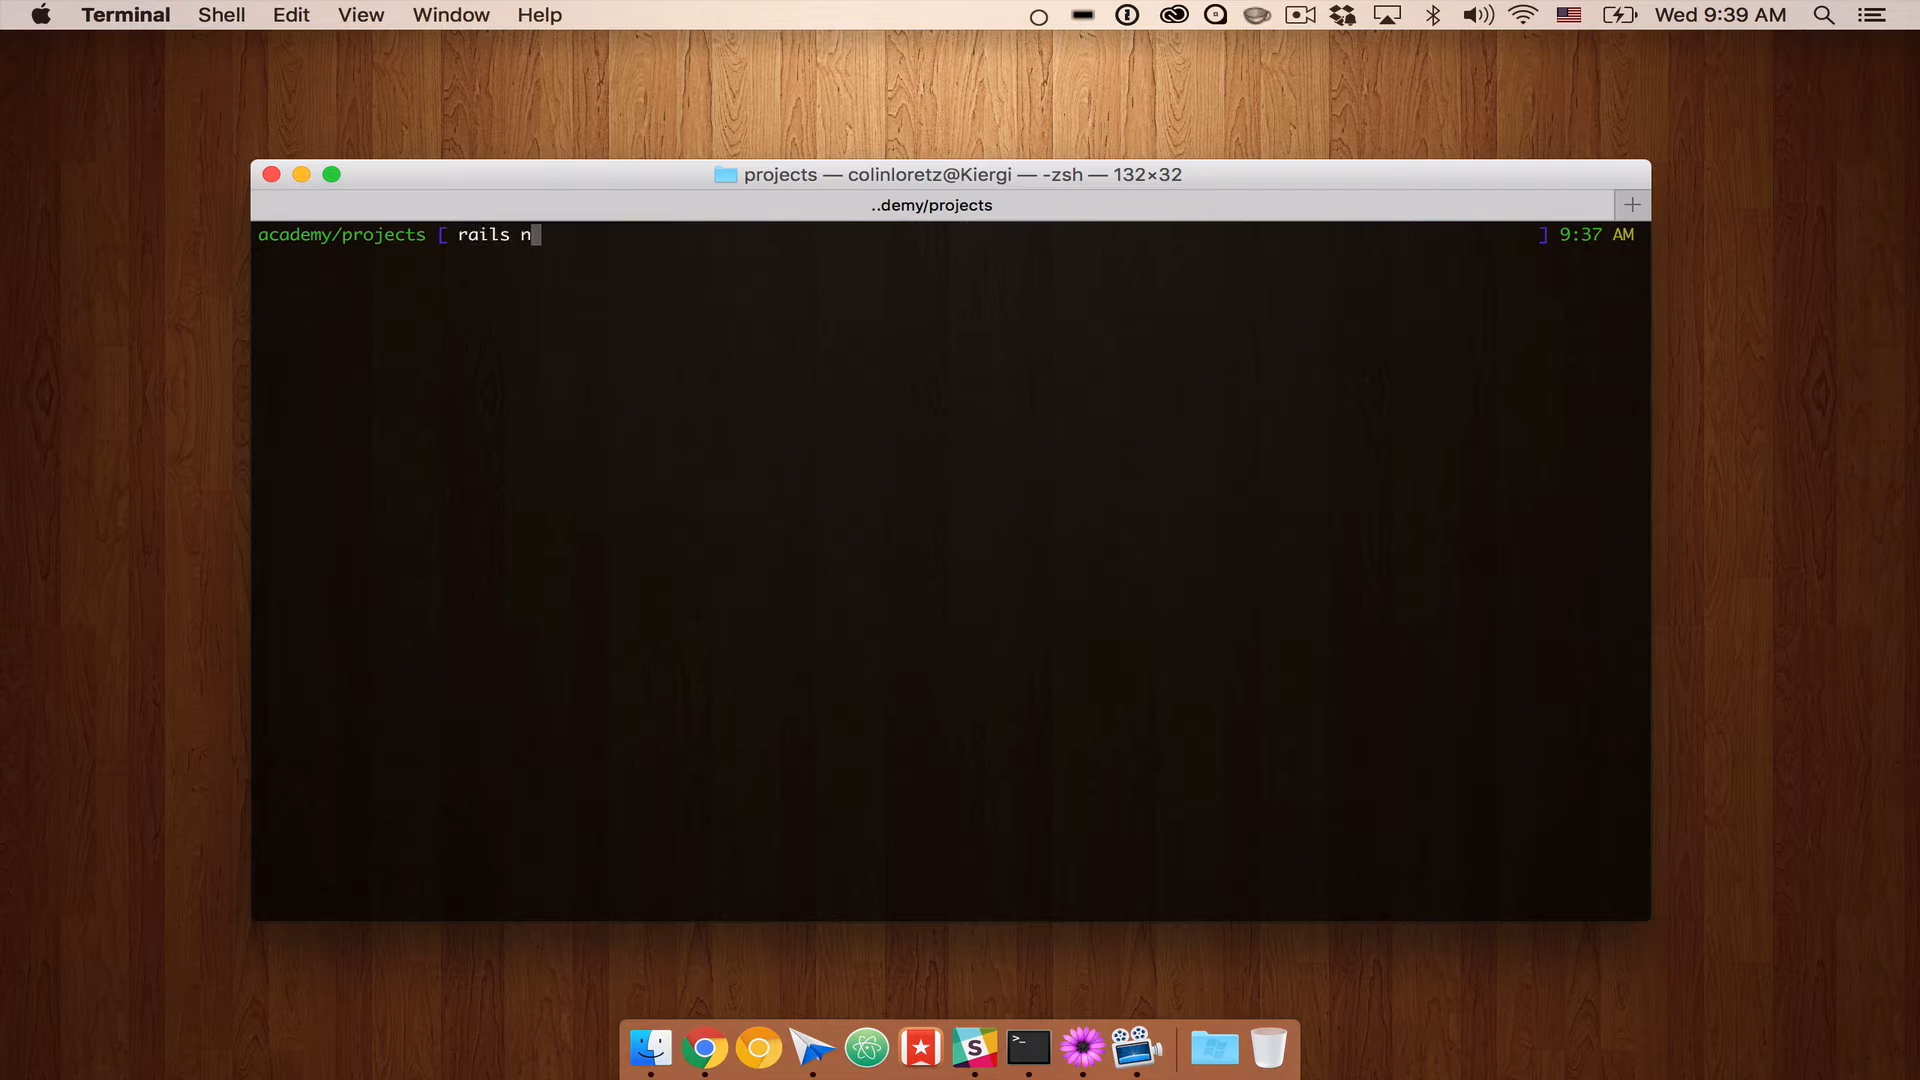 Terminal Shell Edit View Window Help Wed 9:39 AM
projects — colinloretz@Kiergi — -zsh — 132×32
..demy/projects
academy/projects [ rails n ] 9:37 AM